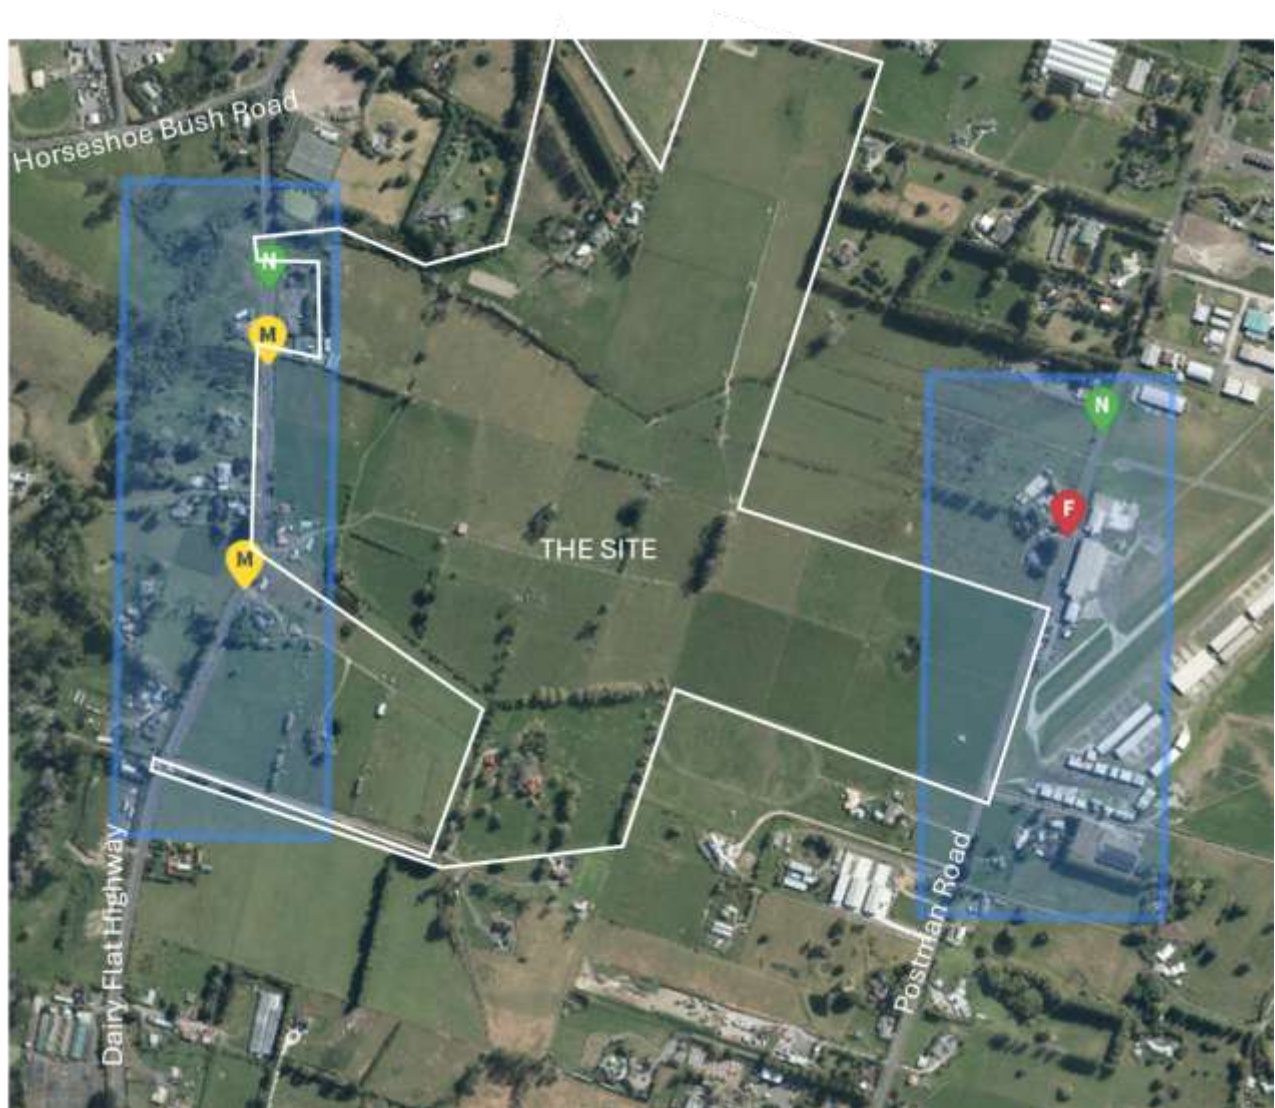 Horseshoe Bush Road
N
M
N
F
THE SITE
M
Dairy Flat Highway
Postman Road